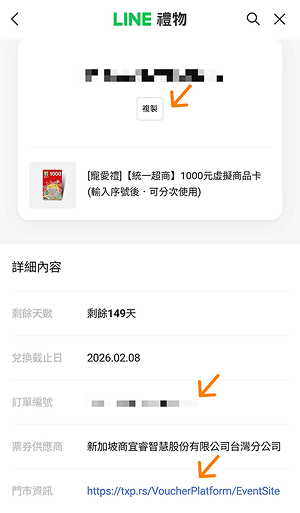 LINE 禮物
複製
[寵愛禮]【統一超商】1000元虛擬商品卡
(輸入序號後，可分次使用)
詳細內容
剩餘天數 剩餘149天
兌換截止日 2026.02.08
訂單編號
票券供應商 新加坡商宜睿智慧股份有限公司台灣分公司
門市資訊 https://txp.rs/VoucherPlatform/EventSite